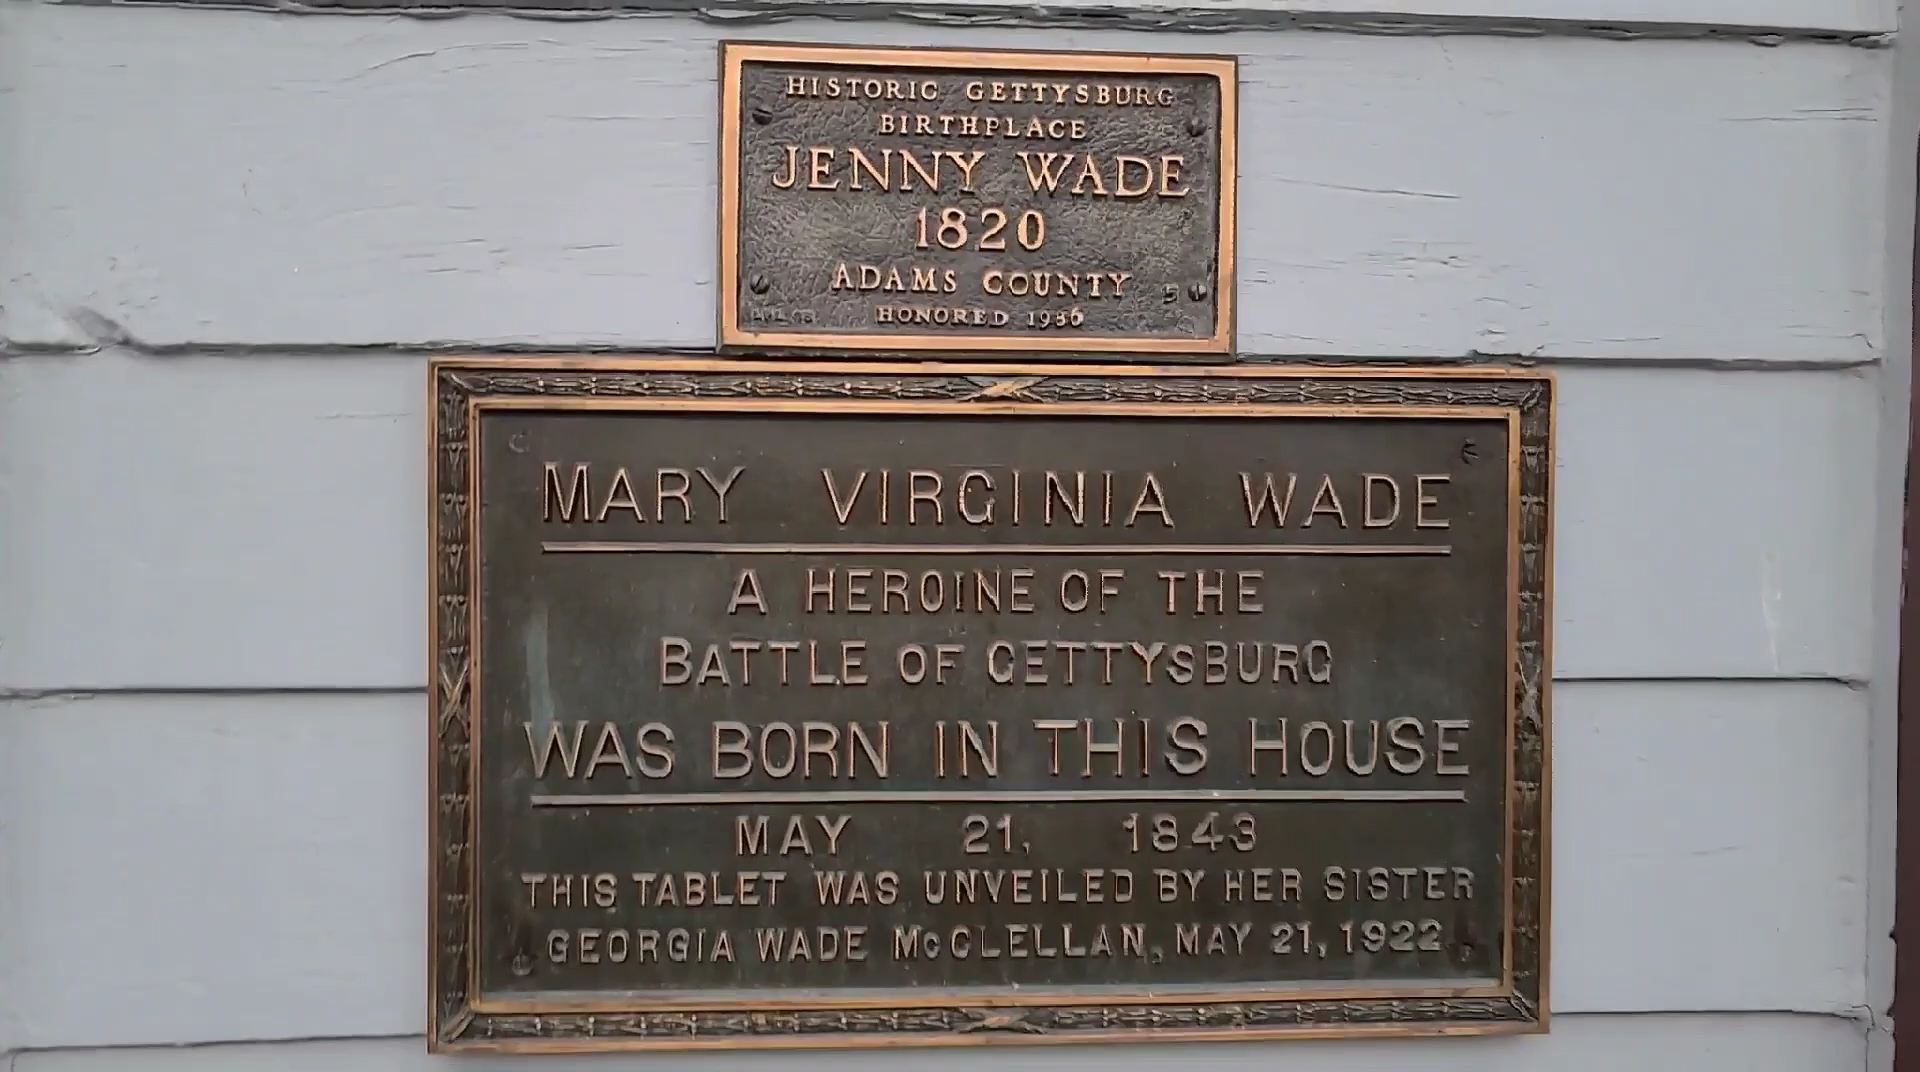 HISTORIC GETTYSBURG
BIRTHPLACE
JENNY WADE
1820
ADAMS COUNTY
HONORED 1986
MARY VIRGINIA WADE
A HEROINE OF THE
BATTLE OF GETTYSBURG
WAS BORN IN THIS HOUSE
MAY 21, 1843
THIS TABLET WAS UNVEILED BY HER SISTER
GEORGIA WADE McCLELLAN, MAY 21, 1922